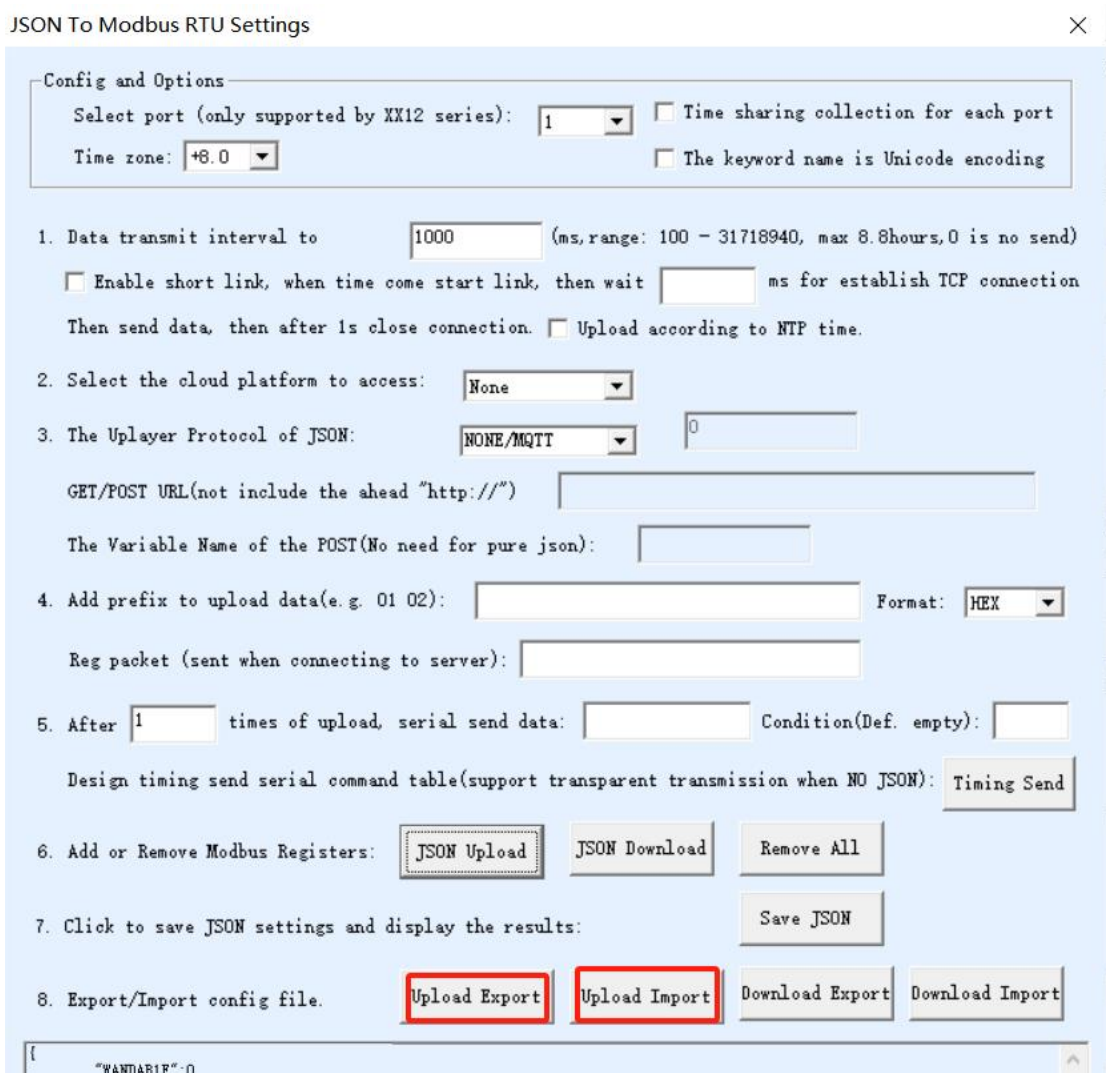 JSON To Modbus RTU Settings
Config and Options
Select port (only supported by XX12 series): 1 Time sharing collection for each port
Time zone: +8.0 The keyword name is Unicode encoding
1. Data transmit interval to 1000 (ms,range: 100 - 31718940, max 8.8hours,0 is no send)
Enable short link, when time come start link, then wait ms for establish TCP connection
Then send data, then after 1s close connection. Upload according to NTP time.
2. Select the cloud platform to access: None
3. The Uplayer Protocol of JSON: NONE/MQTT 0
GET/POST URL(not include the ahead "http://")
The Variable Name of the POST(No need for pure json):
4. Add prefix to upload data(e.g. 01 02): Format: HEX
Reg packet (sent when connecting to server):
5. After 1 times of upload, serial send data: Condition(Def. empty):
Design timing send serial command table(support transparent transmission when NO JSON): Timing Send
6. Add or Remove Modbus Registers: JSON Upload JSON Download Remove All
7. Click to save JSON settings and display the results: Save JSON
8. Export/Import config file. Upload Export Upload Import Download Export Download Import
{